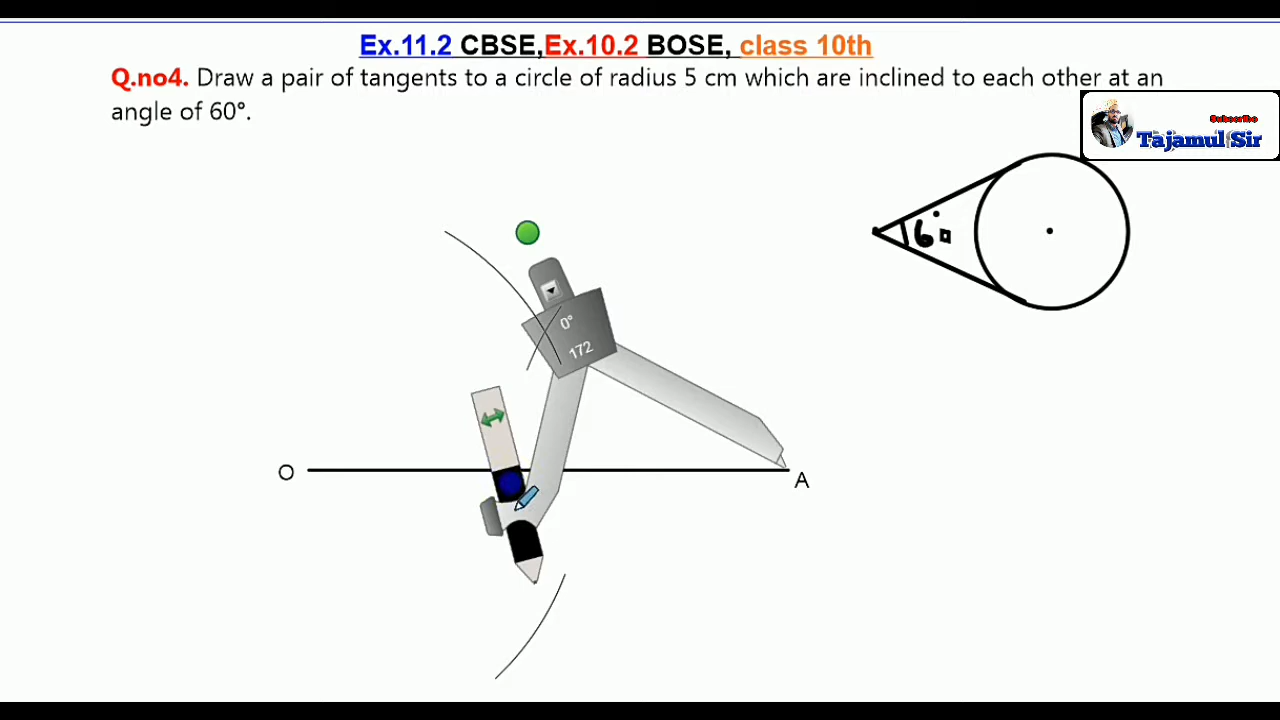 Ex.11.2 CBSE,Ex.10.2 BOSE, class 10th
Q.no4. Draw a pair of tangents to a circle of radius 5 cm which are inclined to each other at an
angle of 60°.
Subscribe
Tajamul Sir
60°
0°
172
O
A